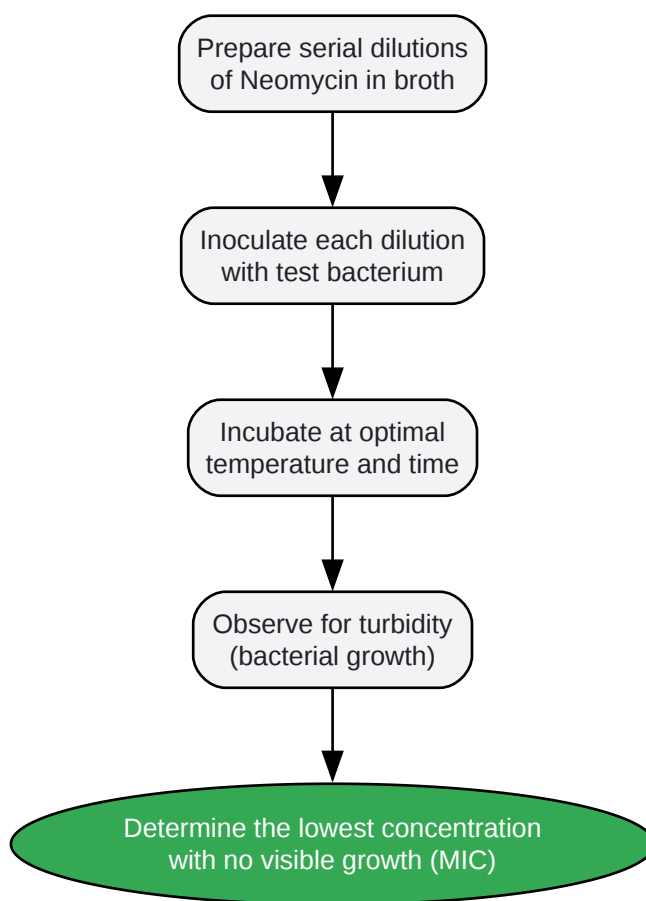 Prepare serial dilutions
of Neomycin in broth
Inoculate each dilution
with test bacterium
Incubate at optimal
temperature and time
Observe for turbidity
(bacterial growth)
Determine the lowest concentration
with no visible growth (MIC)